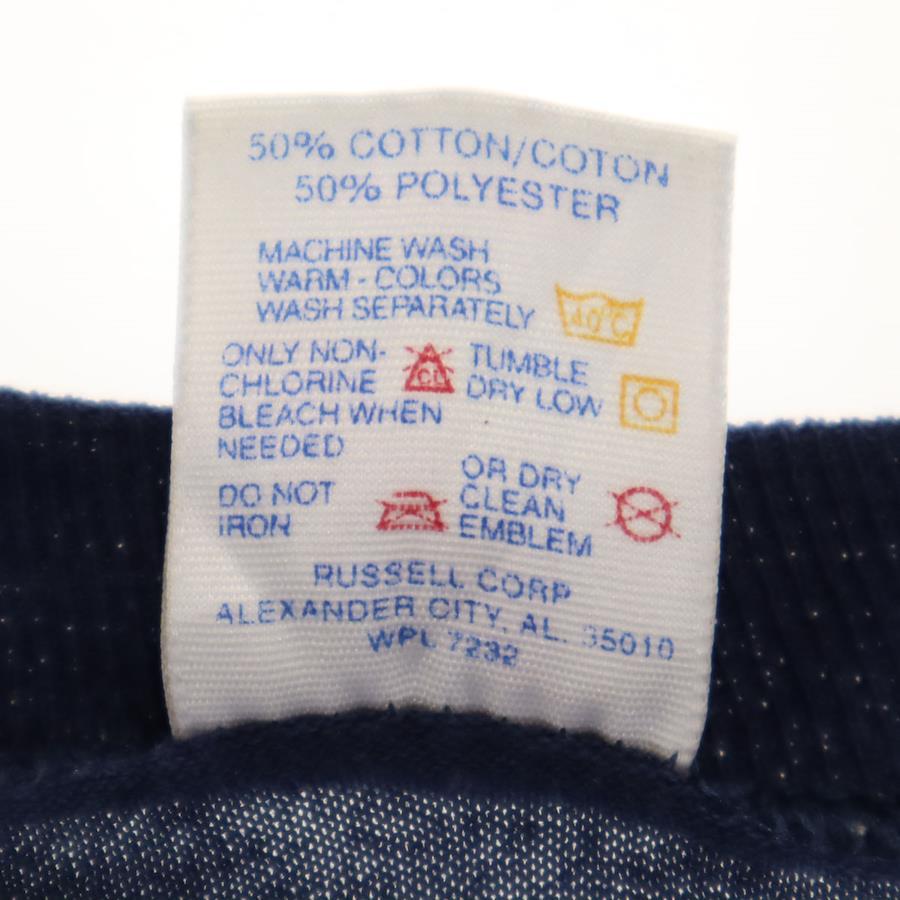 50% COTTON/COTON
50% POLYESTER
MACHINE WASH
WARM - COLORS
WASH SEPARATELY
40°C
ONLY NON-
CHLORINE
BLEACH WHEN
NEEDED
CL
TUMBLE
DRY LOW
DO NOT
IRON
OR DRY
CLEAN
EMBLEM
RUSSELL CORP
ALEXANDER CITY, AL. 35010
WPL 7232